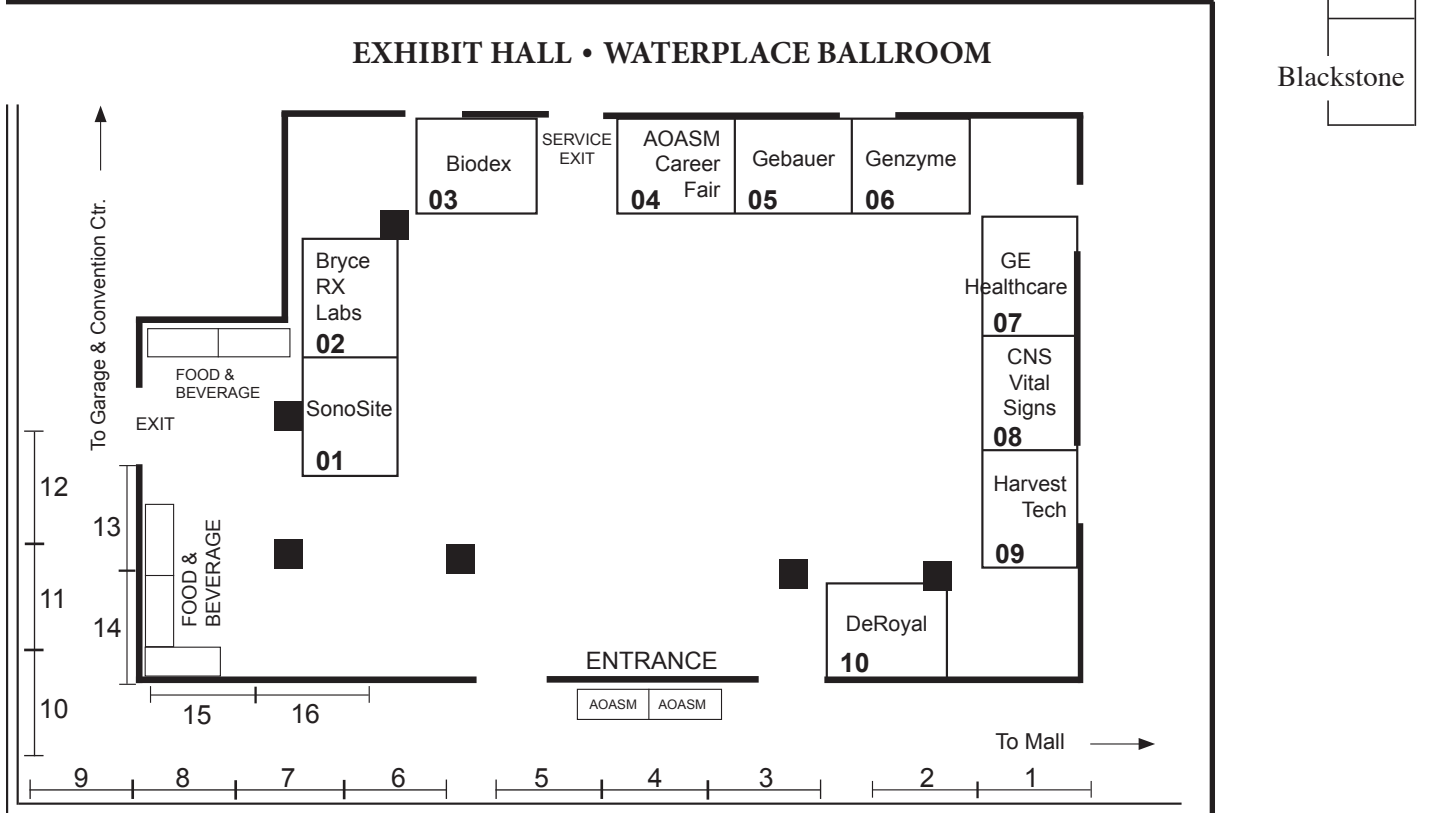 EXHIBIT HALL • WATERPLACE BALLROOM
Blackstone
To Garage & Convention Ctr.
Biodex
03
SERVICE
EXIT
AOASM
Career
Fair
04
Gebauer
05
Genzyme
06
Bryce
RX
Labs
02
GE
Healthcare
07
FOOD &
BEVERAGE
SonoSite
01
CNS
Vital
Signs
08
EXIT
Harvest
Tech
09
12
13
11
14
10
FOOD &
BEVERAGE
DeRoyal
10
ENTRANCE
AOASM AOASM
15 16
To Mall
9 8 7 6 5 4 3 2 1